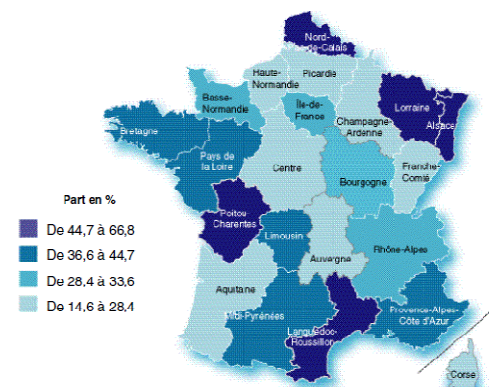 Nord-
Pas-de-Calais
Haute-
Normandie
Picardie
Basse-
Normandie
Île-de-
France
Champagne-
Ardenne
Lorraine
Alsace
Bretagne
Pays de
la Loire
Centre
Bourgogne
Franche-
Comté
Poitou-
Charentes
Limousin
Auvergne
Rhône-Alpes
Aquitaine
Midi-Pyrénées
Languedoc-
Roussillon
Provence-Alpes-
Côte d'Azur
Corse
Part en %
De 44,7 à 66,8
De 36,6 à 44,7
De 28,4 à 33,6
De 14,6 à 28,4